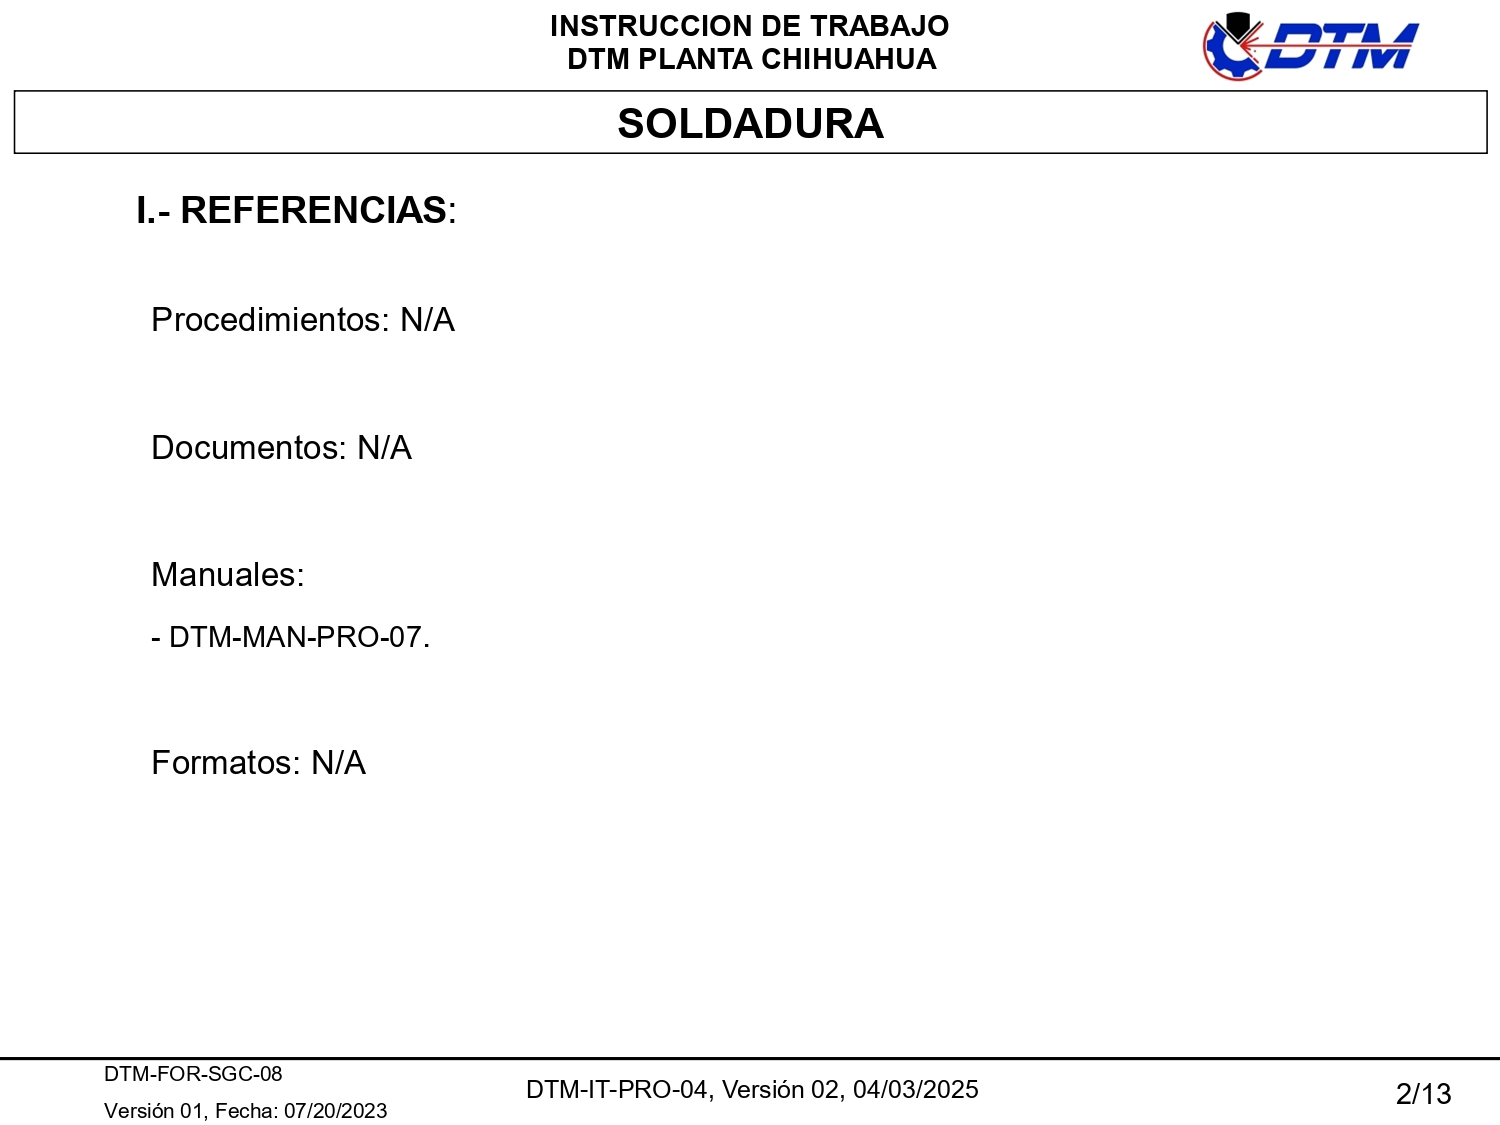 INSTRUCCION DE TRABAJO
DTM PLANTA CHIHUAHUA
DTM
SOLDADURA
I.- REFERENCIAS:
Procedimientos: N/A
Documentos: N/A
Manuales:
- DTM-MAN-PRO-07.
Formatos: N/A
DTM-FOR-SGC-08
Versión 01, Fecha: 07/20/2023
DTM-IT-PRO-04, Versión 02, 04/03/2025
2/13